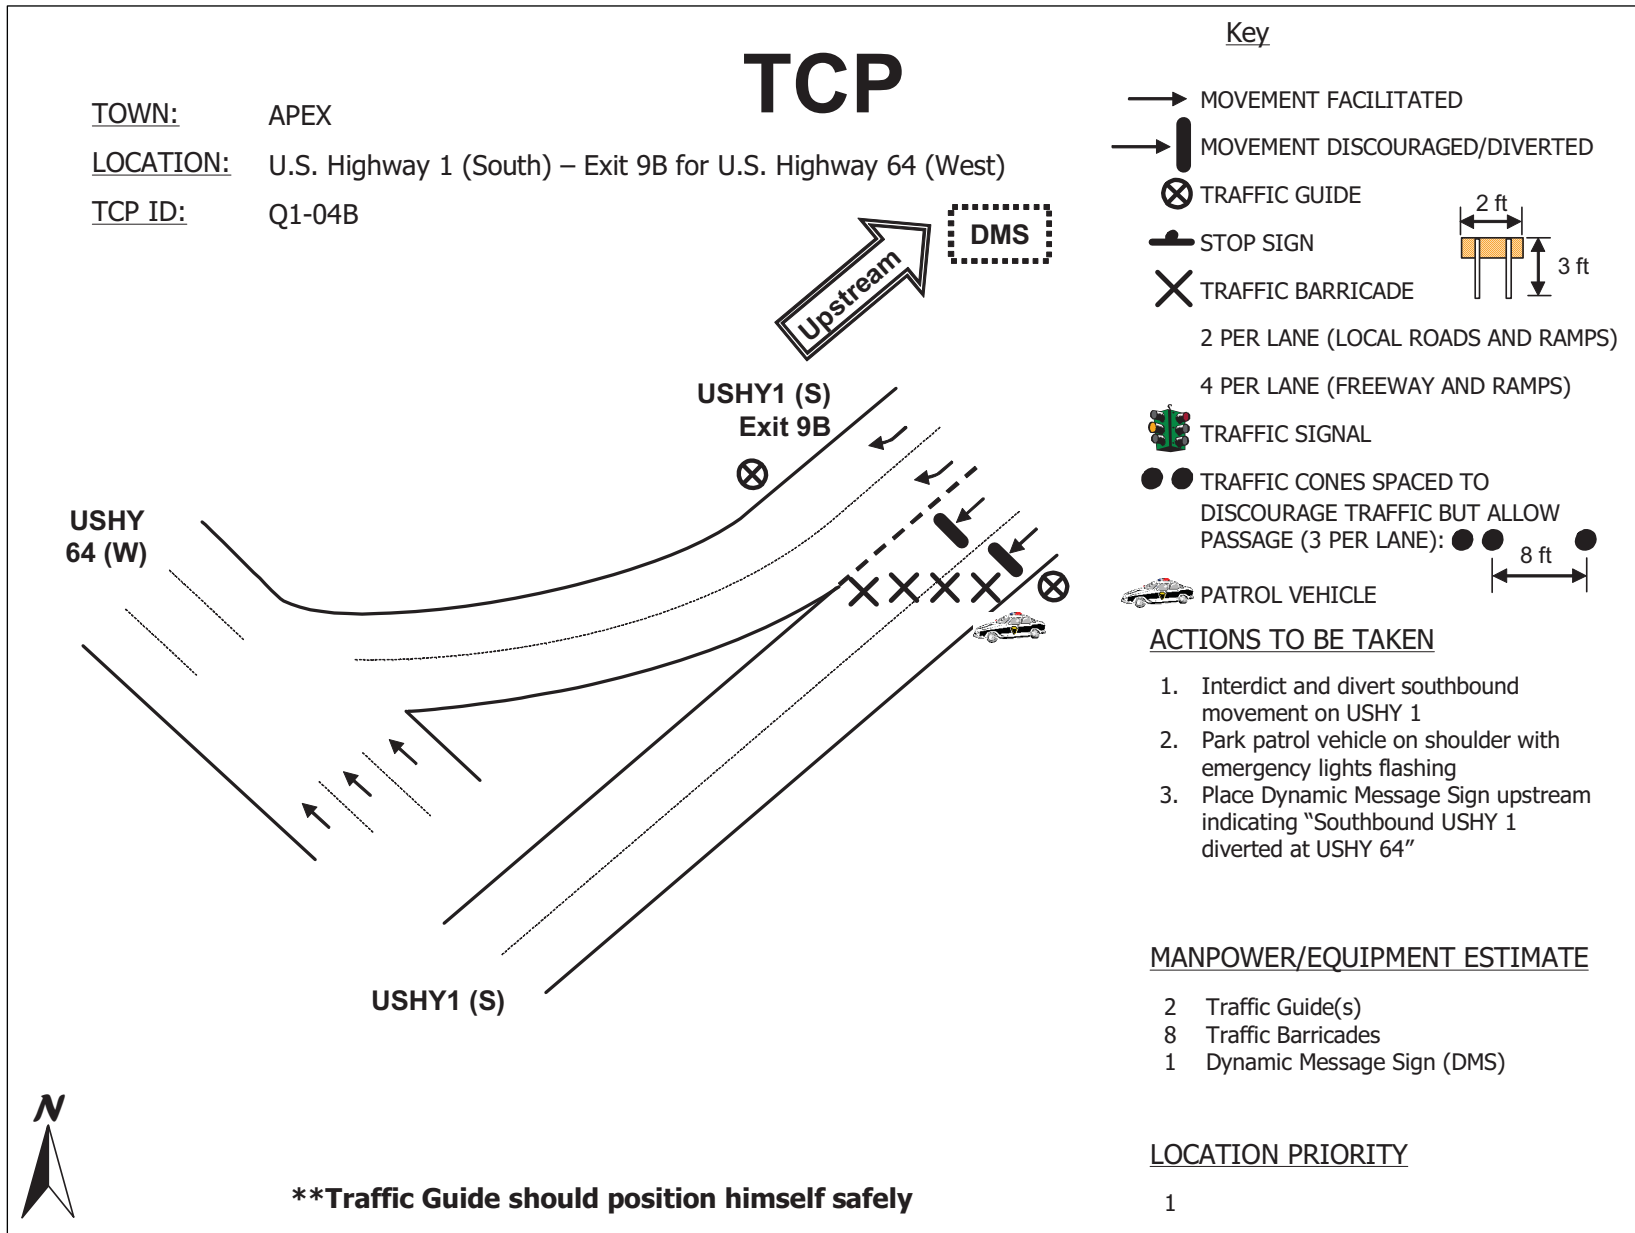 TCP
TOWN: APEX
LOCATION: U.S. Highway 1 (South) – Exit 9B for U.S. Highway 64 (West)
TCP ID: Q1-04B
Upstream
DMS
USHY1 (S)
Exit 9B
USHY
64 (W)
USHY1 (S)
N
**Traffic Guide should position himself safely
Key
MOVEMENT FACILITATED
MOVEMENT DISCOURAGED/DIVERTED
TRAFFIC GUIDE
2 ft
STOP SIGN
3 ft
TRAFFIC BARRICADE
2 PER LANE (LOCAL ROADS AND RAMPS)
4 PER LANE (FREEWAY AND RAMPS)
TRAFFIC SIGNAL
TRAFFIC CONES SPACED TO
DISCOURAGE TRAFFIC BUT ALLOW
PASSAGE (3 PER LANE):
8 ft
PATROL VEHICLE
ACTIONS TO BE TAKEN
1. Interdict and divert southbound
movement on USHY 1
2. Park patrol vehicle on shoulder with
emergency lights flashing
3. Place Dynamic Message Sign upstream
indicating “Southbound USHY 1
diverted at USHY 64”
MANPOWER/EQUIPMENT ESTIMATE
2 Traffic Guide(s)
8 Traffic Barricades
1 Dynamic Message Sign (DMS)
LOCATION PRIORITY
1